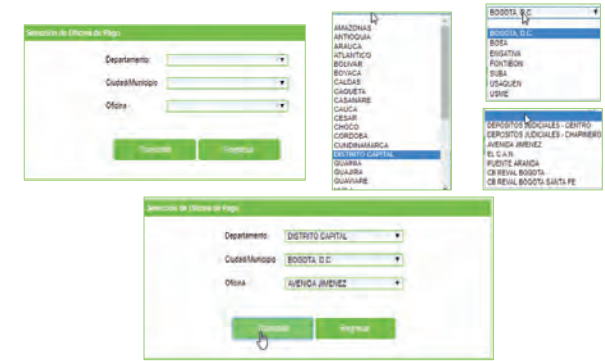 Selección de Oficina de Pago
Departamento:
Ciudad/Municipio
Oficina :
Regresar
AMAZONAS
ANTIOQUIA
ARAUCA
ATLANTICO
BOLIVAR
BOYACA
CALDAS
CAQUETA
CASANARE
CAUCA
CESAR
CHOCO
CORDOBA
CUNDINAMARCA
DISTRITO CAPITAL
GUAINIA
GUAJIRA
GUAVIARE
BOGOTA, D.C.
BOGOTA, D.C.
BOSA
ENGATIVA
FONTIBON
SUBA
USAQUEN
USME
DEPOSITOS JUDICIALES - CENTRO
DEPOSITOS JUDICIALES - CHAPINERO
AVENIDA JIMENEZ
EL C.A.N.
PUENTE ARANDA
CB REVAL BOGOTA
CB REVAL BOGOTA SANTA FE
Selección de Oficina de Pago
Departamento: DISTRITO CAPITAL
Ciudad/Municipio BOGOTA, D.C.
Oficina : AVENIDA JIMENEZ
Regresar